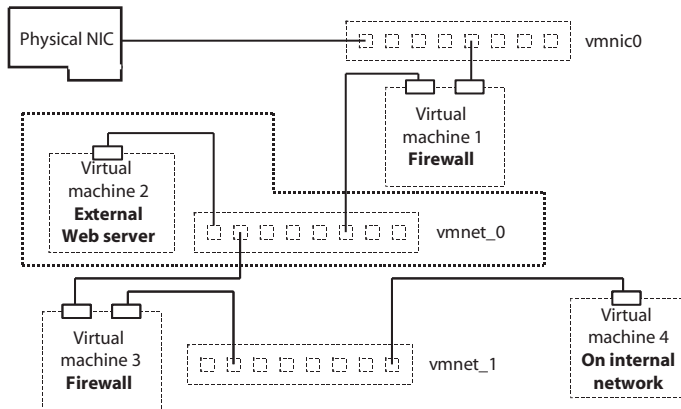 Physical NIC
vmnic0
Virtual
machine 1
Firewall
Virtual
machine 2
External
Web server
vmnet_0
Virtual
machine 3
Firewall
vmnet_1
Virtual
machine 4
On internal
network